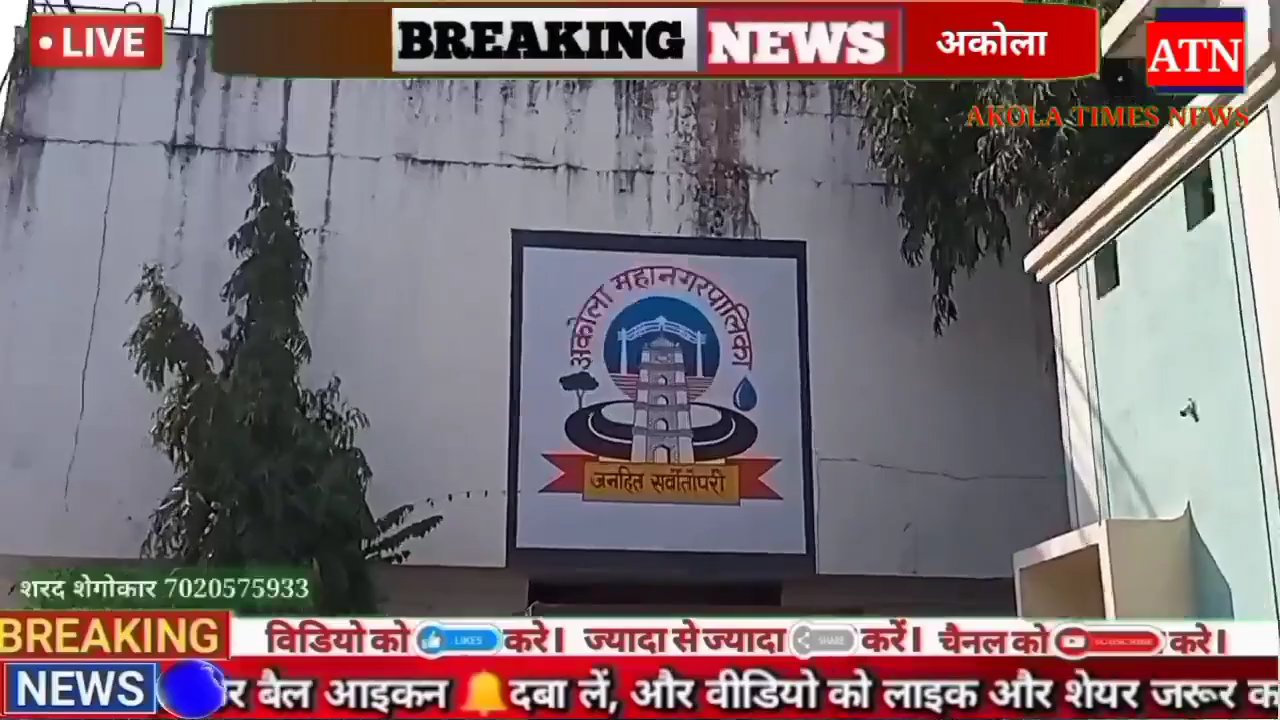 LIVE
BREAKING NEWS अकोला
ATN
AKOLA TIMES NEWS
अकोला महानगरपालिका
जनहित सर्वोतोपरी
शरद शेगोकार 7020575933
BREAKING
विडियो को LIKES करे। ज्यादा से ज्यादा SHARE करें। चैनल को SUBSCRIBE करे।
NEWS
र बैल आइकन दबा लें, और वीडियो को लाइक और शेयर जरूर क